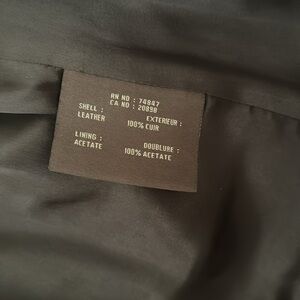 RN NO : 74847
CA NO : 20898
SHELL : EXTERIEUR :
LEATHER 100% CUIR
LINING : DOUBLURE :
ACETATE 100% ACETATE